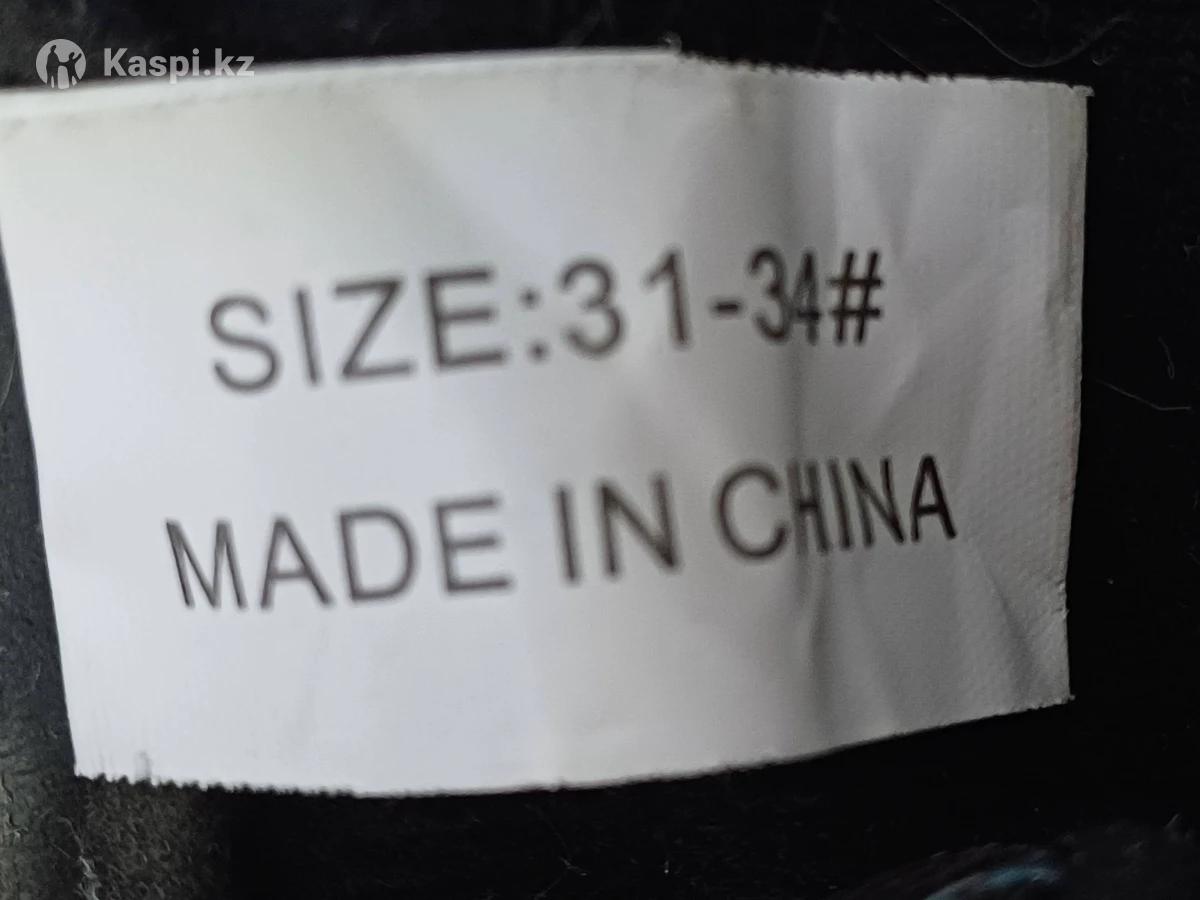 Kaspi.kz
SIZE:31-34#
MADE IN CHINA